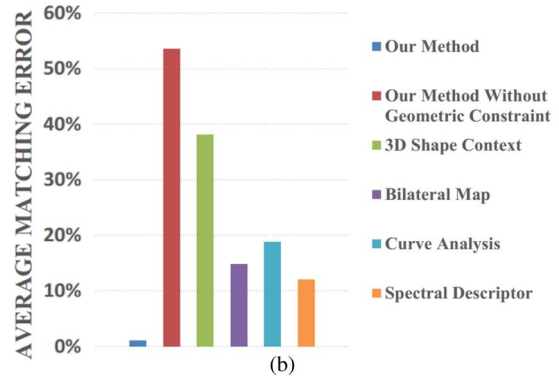 AVERAGE MATCHING ERROR
60%
50%
40%
30%
20%
10%
0%
Our Method
Our Method Without
Geometric Constraint
3D Shape Context
Bilateral Map
Curve Analysis
Spectral Descriptor
(b)